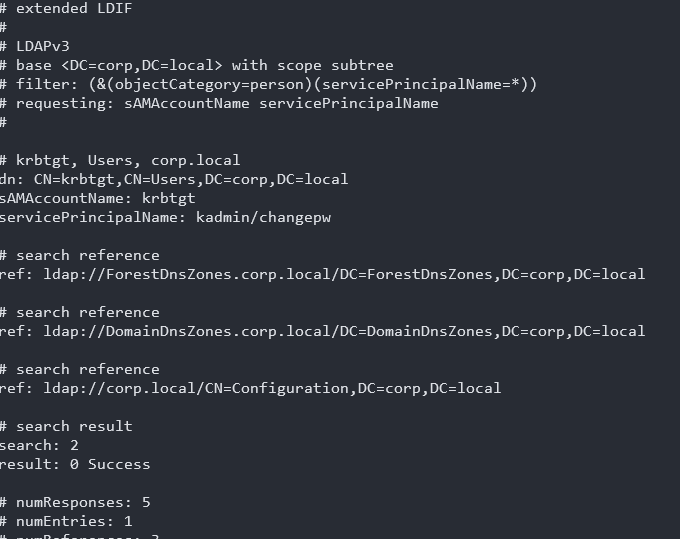 # extended LDIF
#
# LDAPv3
# base <DC=corp,DC=local> with scope subtree
# filter: (&(objectCategory=person)(servicePrincipalName=*))
# requesting: sAMAccountName servicePrincipalName
#
# krbtgt, Users, corp.local
dn: CN=krbtgt,CN=Users,DC=corp,DC=local
sAMAccountName: krbtgt
servicePrincipalName: kadmin/changepw
# search reference
ref: ldap://ForestDnsZones.corp.local/DC=ForestDnsZones,DC=corp,DC=local
# search reference
ref: ldap://DomainDnsZones.corp.local/DC=DomainDnsZones,DC=corp,DC=local
# search reference
ref: ldap://corp.local/CN=Configuration,DC=corp,DC=local
# search result
search: 2
result: 0 Success
# numResponses: 5
# numEntries: 1
# numReferences: 3